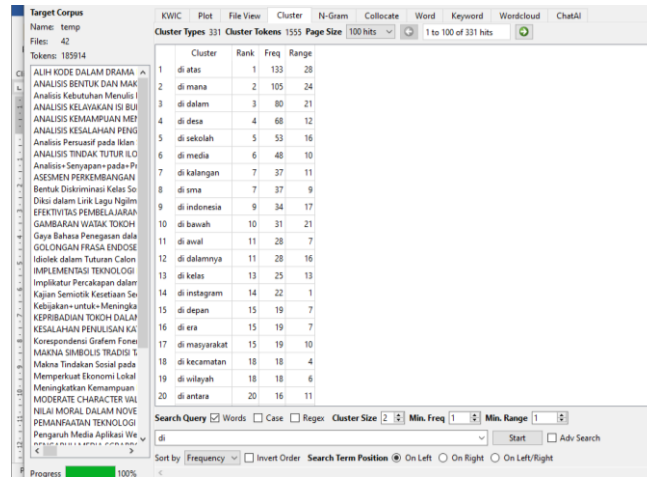 Target Corpus
Name: temp
Files: 42
Tokens: 185914
ALIH KODE DALAM DRAMA
ANALISIS BENTUK DAN MAK
Analisis Kebutuhan Menulis I
ANALISIS KELAYAKAN ISI BUI
ANALISIS KEMAMPUAN MEN
ANALISIS KESALAHAN PENG
Analisis Persuasif pada Iklan
ANALISIS TINDAK TUTUR ILO
Analisis+Senyapan+pada+Pr
ASESMEN PERKEMBANGAN
Bentuk Diskriminasi Kelas So
Diksi dalam Lirik Lagu Ngilm
EFEKTIVITAS PEMBELAJARAN
GAMBARAN WATAK TOKOH
Gaya Bahasa Penegasan dala
GOLONGAN FRASA ENDOSE
Idiolek dalam Tuturan Calon
IMPLEMENTASI TEKNOLOGI
Implikatur Percakapan dalam
Kajian Semiotik Kesetiaan Se
Kebijakan+untuk+Meningka
KEPRIBADIAN TOKOH DALAM
KESALAHAN PENULISAN KA
Korespondensi Grafem Foner
MAKNA SIMBOLIS TRADISI T
Makna Tindakan Sosial pada
Memperkuat Ekonomi Lokal
Meningkatkan Kemampuan
MODERATE CHARACTER VAL
NILAI MORAL DALAM NOVE
PEMANFAATAN TEKNOLOGI
Pengaruh Media Aplikasi We
Progress 100%
KWIC Plot File View Cluster N-Gram Collocate Word Keyword Wordcloud ChatAI
Cluster Types 331 Cluster Tokens 1555 Page Size 100 hits 1 to 100 of 331 hits
Cluster Rank Freq Range
1 di atas 1 133 28
2 di mana 2 105 24
3 di dalam 3 80 21
4 di desa 4 68 12
5 di sekolah 5 53 16
6 di media 6 48 10
7 di kalangan 7 37 11
8 di sma 7 37 9
9 di indonesia 9 34 17
10 di bawah 10 31 21
11 di awal 11 28 7
12 di dalamnya 11 28 16
13 di kelas 13 25 13
14 di instagram 14 22 1
15 di depan 15 19 7
16 di era 15 19 7
17 di masyarakat 15 19 10
18 di kecamatan 18 18 4
19 di wilayah 18 18 6
20 di antara 20 16 11
Search Query Words Case Regex Cluster Size 2 Min. Freq 1 Min. Range 1
di Start Adv Search
Sort by Frequency Invert Order Search Term Position On Left On Right On Left/Right